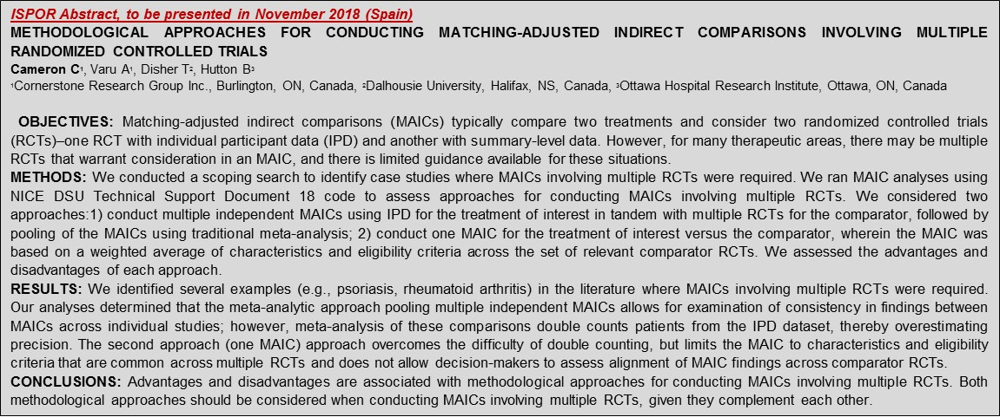 ISPOR Abstract, to be presented in November 2018 (Spain)
METHODOLOGICAL APPROACHES FOR CONDUCTING MATCHING-ADJUSTED INDIRECT COMPARISONS INVOLVING MULTIPLE
RANDOMIZED CONTROLLED TRIALS
Cameron C¹, Varu A¹, Disher T², Hutton B³
¹Cornerstone Research Group Inc., Burlington, ON, Canada, ²Dalhousie University, Halifax, NS, Canada, ³Ottawa Hospital Research Institute, Ottawa, ON, Canada
OBJECTIVES: Matching-adjusted indirect comparisons (MAICs) typically compare two treatments and consider two randomized controlled trials
(RCTs)–one RCT with individual participant data (IPD) and another with summary-level data. However, for many therapeutic areas, there may be multiple
RCTs that warrant consideration in an MAIC, and there is limited guidance available for these situations.
METHODS: We conducted a scoping search to identify case studies where MAICs involving multiple RCTs were required. We ran MAIC analyses using
NICE DSU Technical Support Document 18 code to assess approaches for conducting MAICs involving multiple RCTs. We considered two
approaches:1) conduct multiple independent MAICs using IPD for the treatment of interest in tandem with multiple RCTs for the comparator, followed by
pooling of the MAICs using traditional meta-analysis; 2) conduct one MAIC for the treatment of interest versus the comparator, wherein the MAIC was
based on a weighted average of characteristics and eligibility criteria across the set of relevant comparator RCTs. We assessed the advantages and
disadvantages of each approach.
RESULTS: We identified several examples (e.g., psoriasis, rheumatoid arthritis) in the literature where MAICs involving multiple RCTs were required.
Our analyses determined that the meta-analytic approach pooling multiple independent MAICs allows for examination of consistency in findings between
MAICs across individual studies; however, meta-analysis of these comparisons double counts patients from the IPD dataset, thereby overestimating
precision. The second approach (one MAIC) approach overcomes the difficulty of double counting, but limits the MAIC to characteristics and eligibility
criteria that are common across multiple RCTs and does not allow decision-makers to assess alignment of MAIC findings across comparator RCTs.
CONCLUSIONS: Advantages and disadvantages are associated with methodological approaches for conducting MAICs involving multiple RCTs. Both
methodological approaches should be considered when conducting MAICs involving multiple RCTs, given they complement each other.